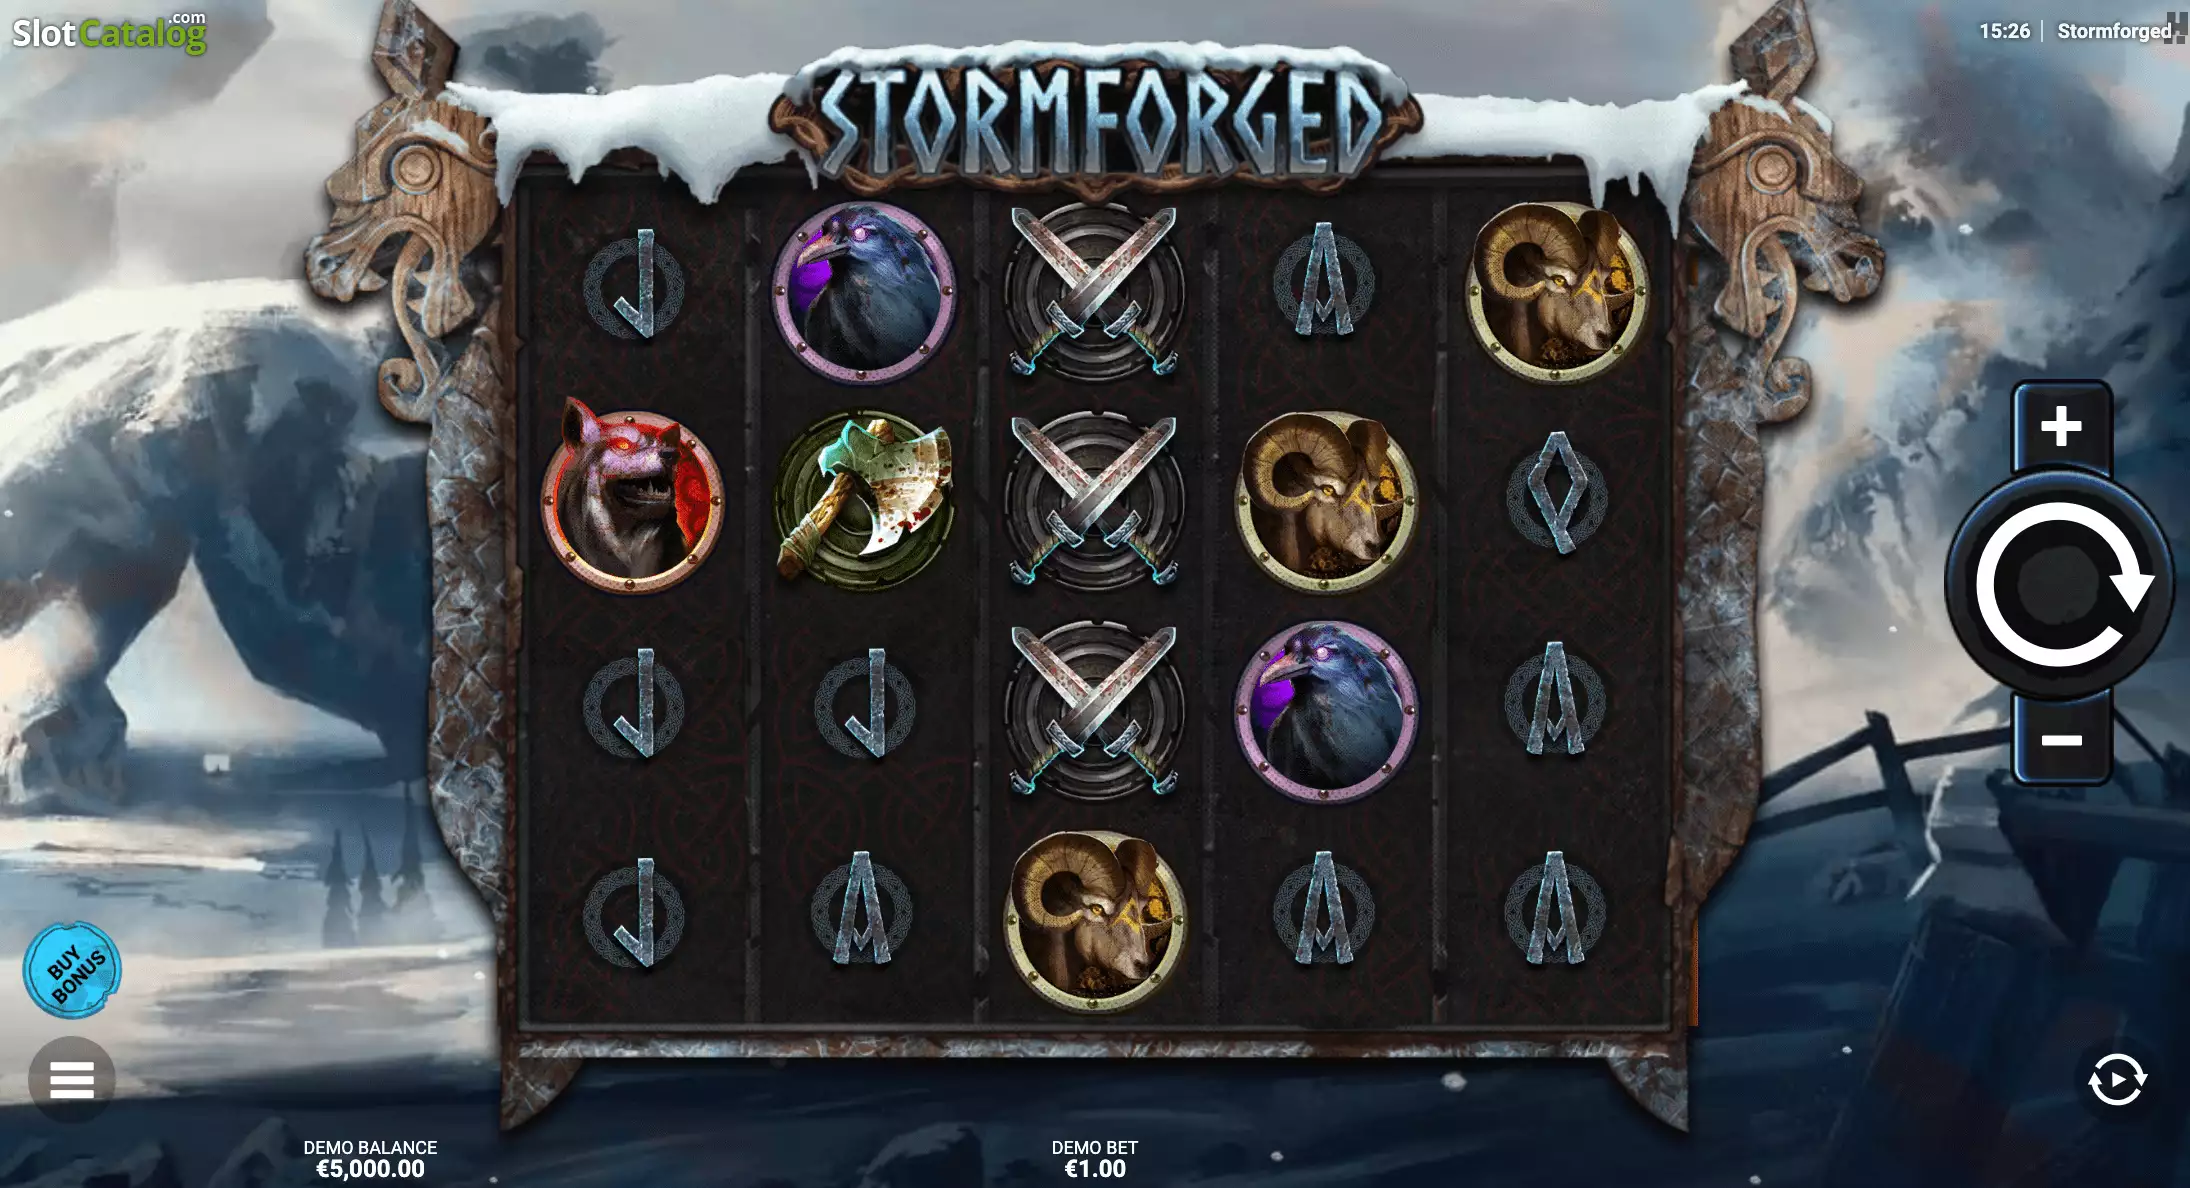 SlotCatalog.com
15:26 | Stormforged
STORMFORGED
J A
Q
J J A
J A A A
BUY
BONUS
DEMO BALANCE
€5,000.00
DEMO BET
€1.00